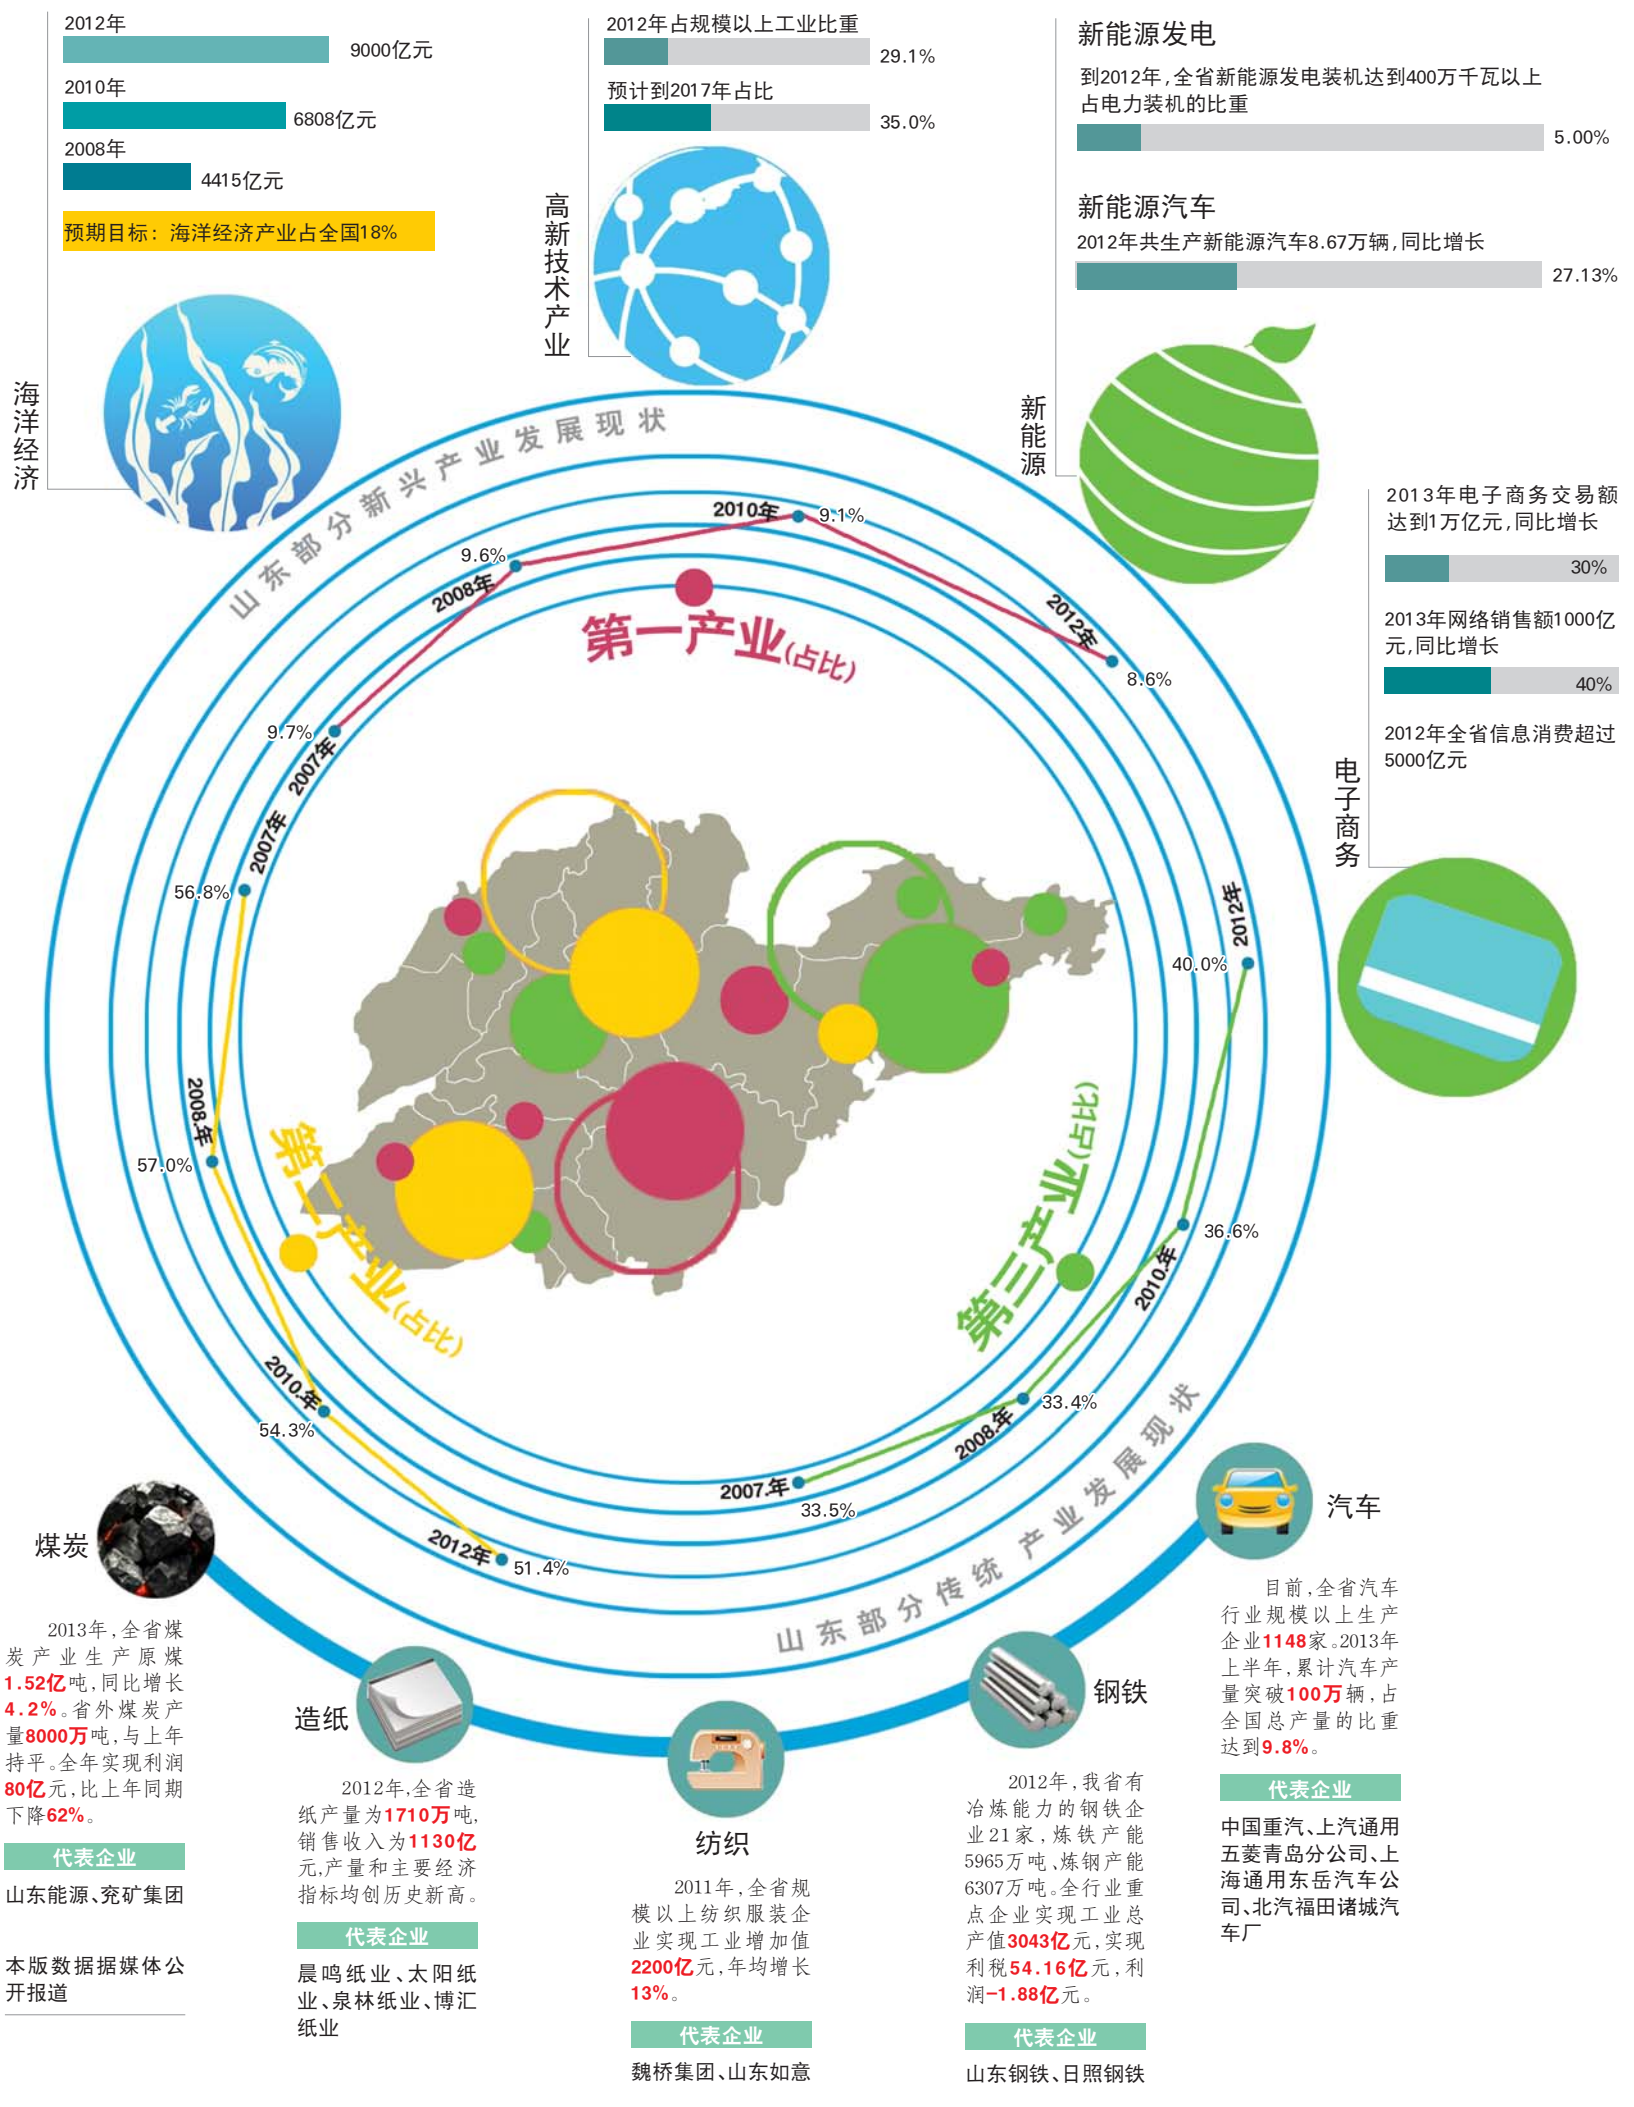 2012年
9000亿元
2010年
6808亿元
2008年
4415亿元
预期目标：海洋经济产业占全国18%
海洋经济
2012年占规模以上工业比重
29.1%
预计到2017年占比
35.0%
高新技术产业
新能源发电
到2012年,全省新能源发电装机达到400万千瓦以上
占电力装机的比重
5.00%
新能源汽车
2012年共生产新能源汽车8.67万辆,同比增长
27.13%
新能源
2013年电子商务交易额
达到1万亿元,同比增长
30%
2013年网络销售额1000亿
元,同比增长
40%
2012年全省信息消费超过
5000亿元
电子商务
山东部分新兴产业发展现状
第一产业(占比)
2007年
9.7%
2008年
9.6%
2010年
9.1%
2012年
8.6%
第二产业(占比)
2007年
56.8%
2008.年
57.0%
2010.年
54.3%
2012年
51.4%
第三产业(占比)
2007.年
33.5%
2008.年
33.4%
2010.年
36.6%
2012年
40.0%
山东部分传统 产业发展现状
煤炭
2013年,全省煤
炭产业生产原煤
1.52亿吨,同比增长
4.2%。省外煤炭产
量8000万吨,与上年
持平。全年实现利润
80亿元,比上年同期
下降62%。
代表企业
山东能源、兖矿集团
本版数据据媒体公
开报道
造纸
2012年,全省造
纸产量为1710万吨,
销售收入为1130亿
元,产量和主要经济
指标均创历史新高。
代表企业
晨鸣纸业、太阳纸
业、泉林纸业、博汇
纸业
纺织
2011年,全省规
模以上纺织服装企
业实现工业增加值
2200亿元,年均增长
13%。
代表企业
魏桥集团、山东如意
钢铁
2012年,我省有
冶炼能力的钢铁企
业21家,炼铁产能
5965万吨、炼钢产能
6307万吨。全行业重
点企业实现工业总
产值3043亿元,实现
利税54.16亿元,利
润-1.88亿元。
代表企业
山东钢铁、日照钢铁
汽车
目前,全省汽车
行业规模以上生产
企业1148家。2013年
上半年,累计汽车产
量突破100万辆,占
全国总产量的比重
达到9.8%。
代表企业
中国重汽、上汽通用
五菱青岛分公司、上
海通用东岳汽车公
司、北汽福田诸城汽
车厂